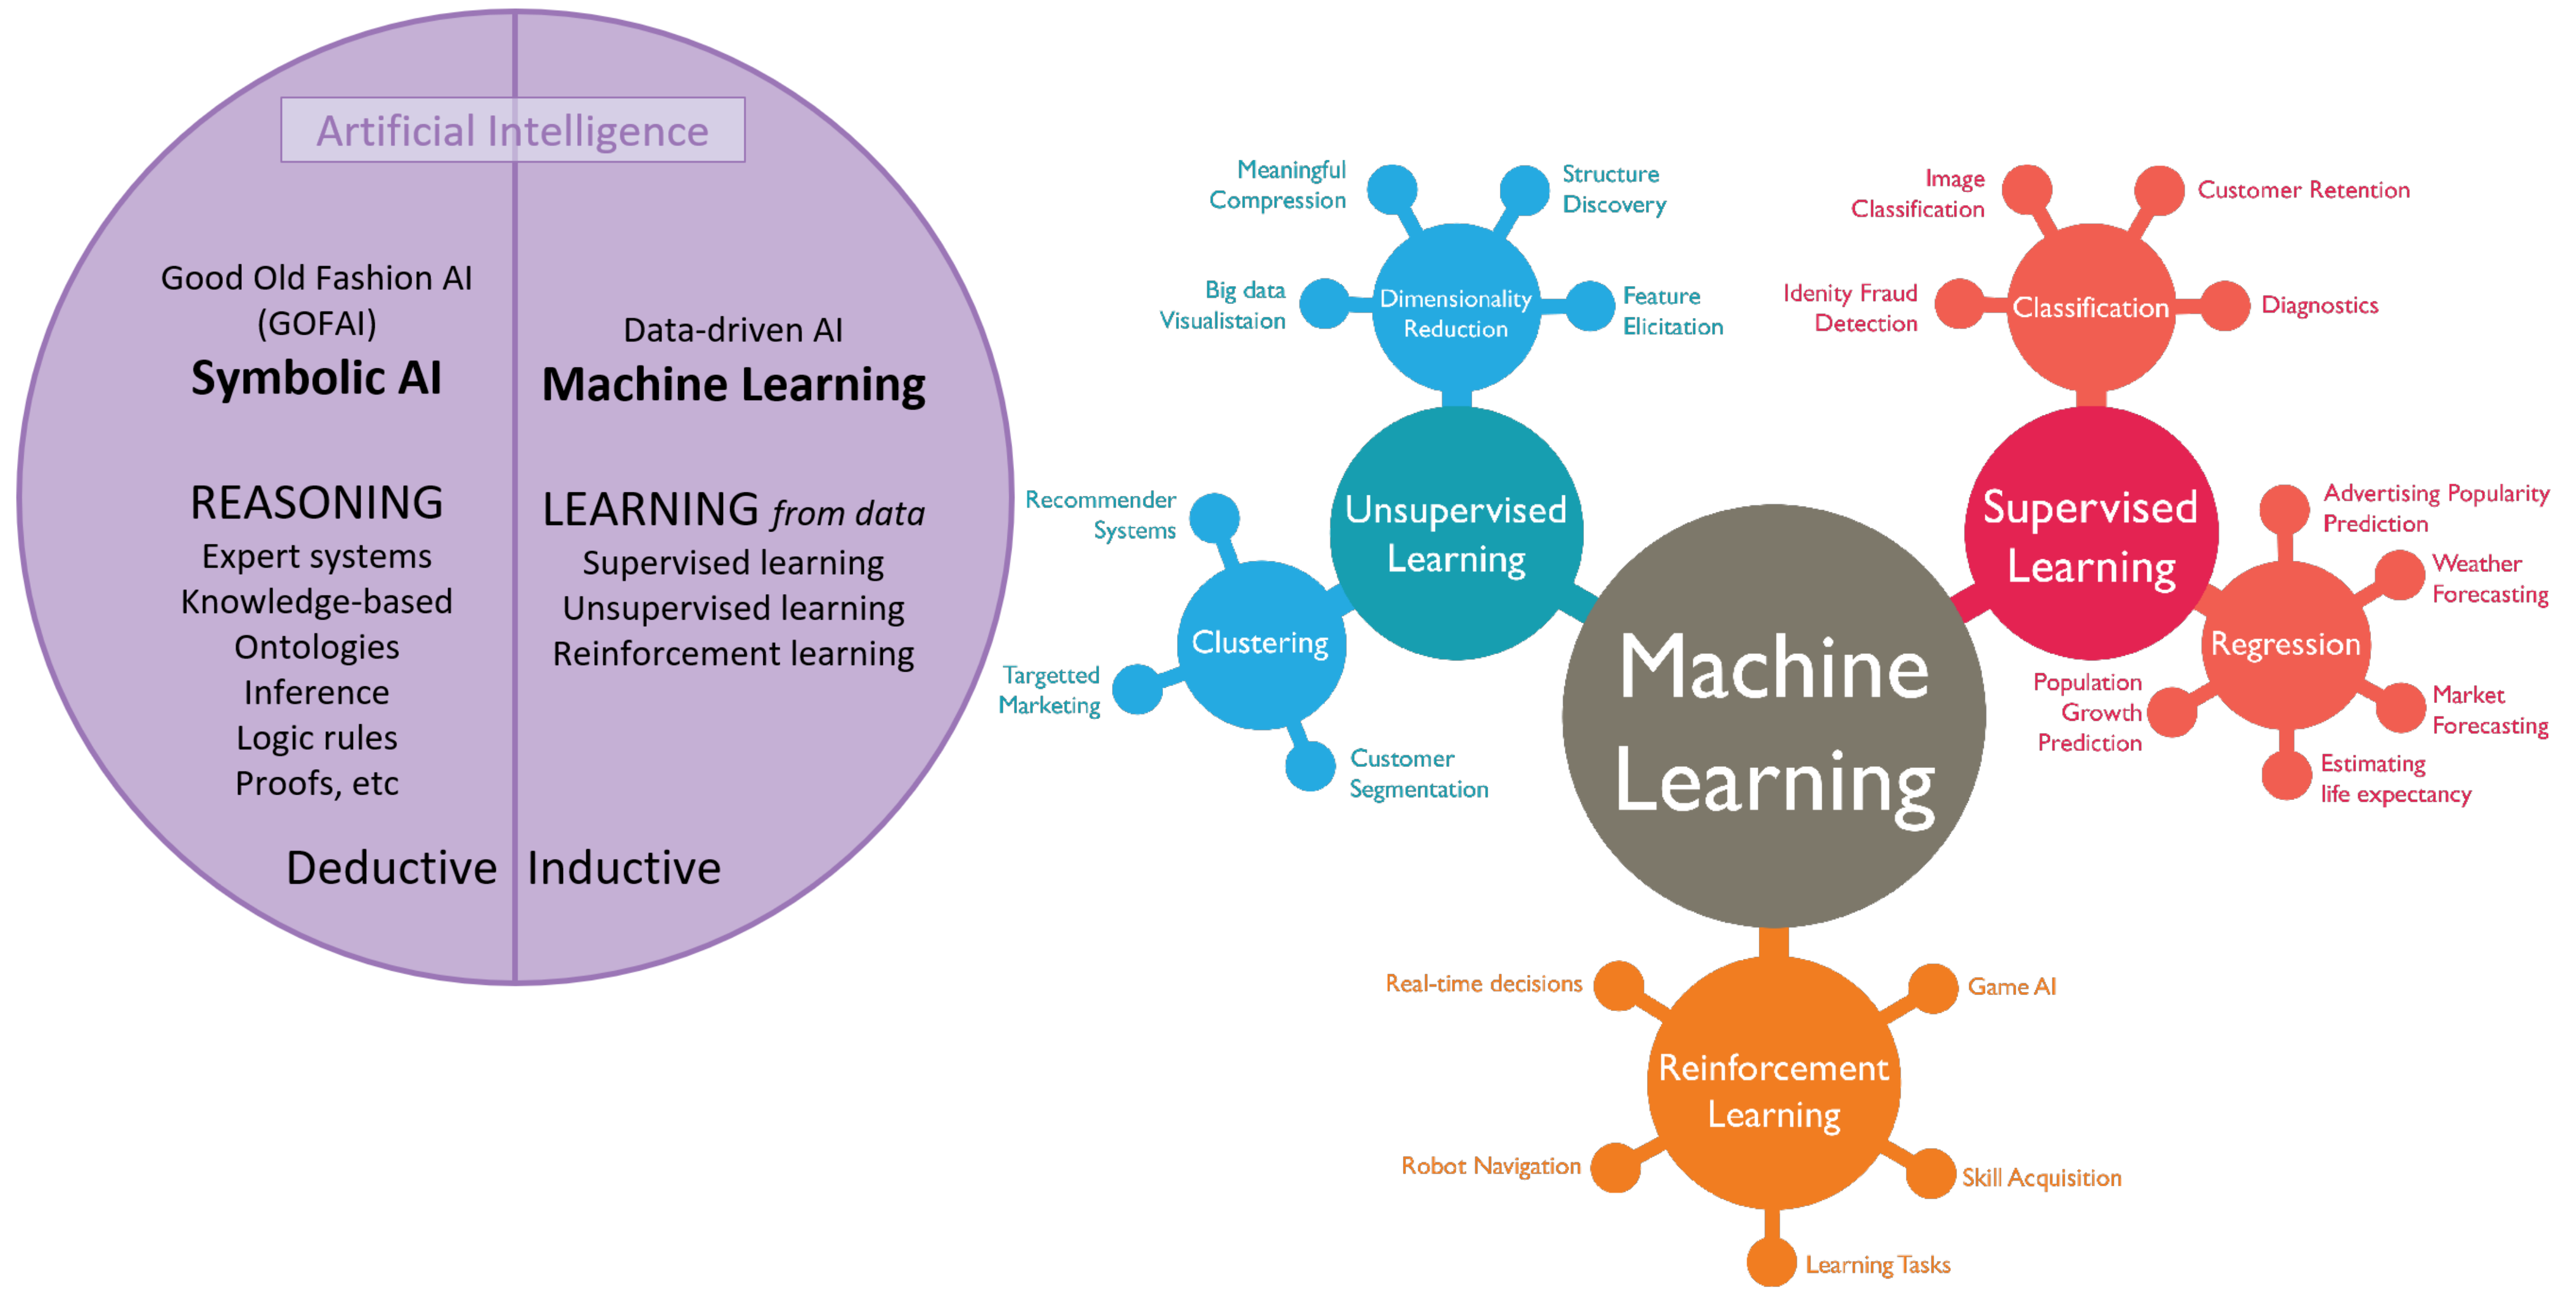 Artificial Intelligence
Good Old Fashion AI
(GOFAI)
Symbolic AI
REASONING
Expert systems
Knowledge-based
Ontologies
Inference
Logic rules
Proofs, etc
Deductive
Data-driven AI
Machine Learning
LEARNING from data
Supervised learning
Unsupervised learning
Reinforcement learning
Inductive
Meaningful
Compression
Structure
Discovery
Big data
Visualistaion
Dimensionality
Reduction
Feature
Elicitation
Unsupervised
Learning
Recommender
Systems
Clustering
Targetted
Marketing
Customer
Segmentation
Image
Classification
Customer Retention
Idenity Fraud
Detection
Classification
Diagnostics
Supervised
Learning
Advertising Popularity
Prediction
Weather
Forecasting
Regression
Population
Growth
Prediction
Market
Forecasting
Estimating
life expectancy
Machine
Learning
Real-time decisions
Game AI
Reinforcement
Learning
Robot Navigation
Skill Acquisition
Learning Tasks